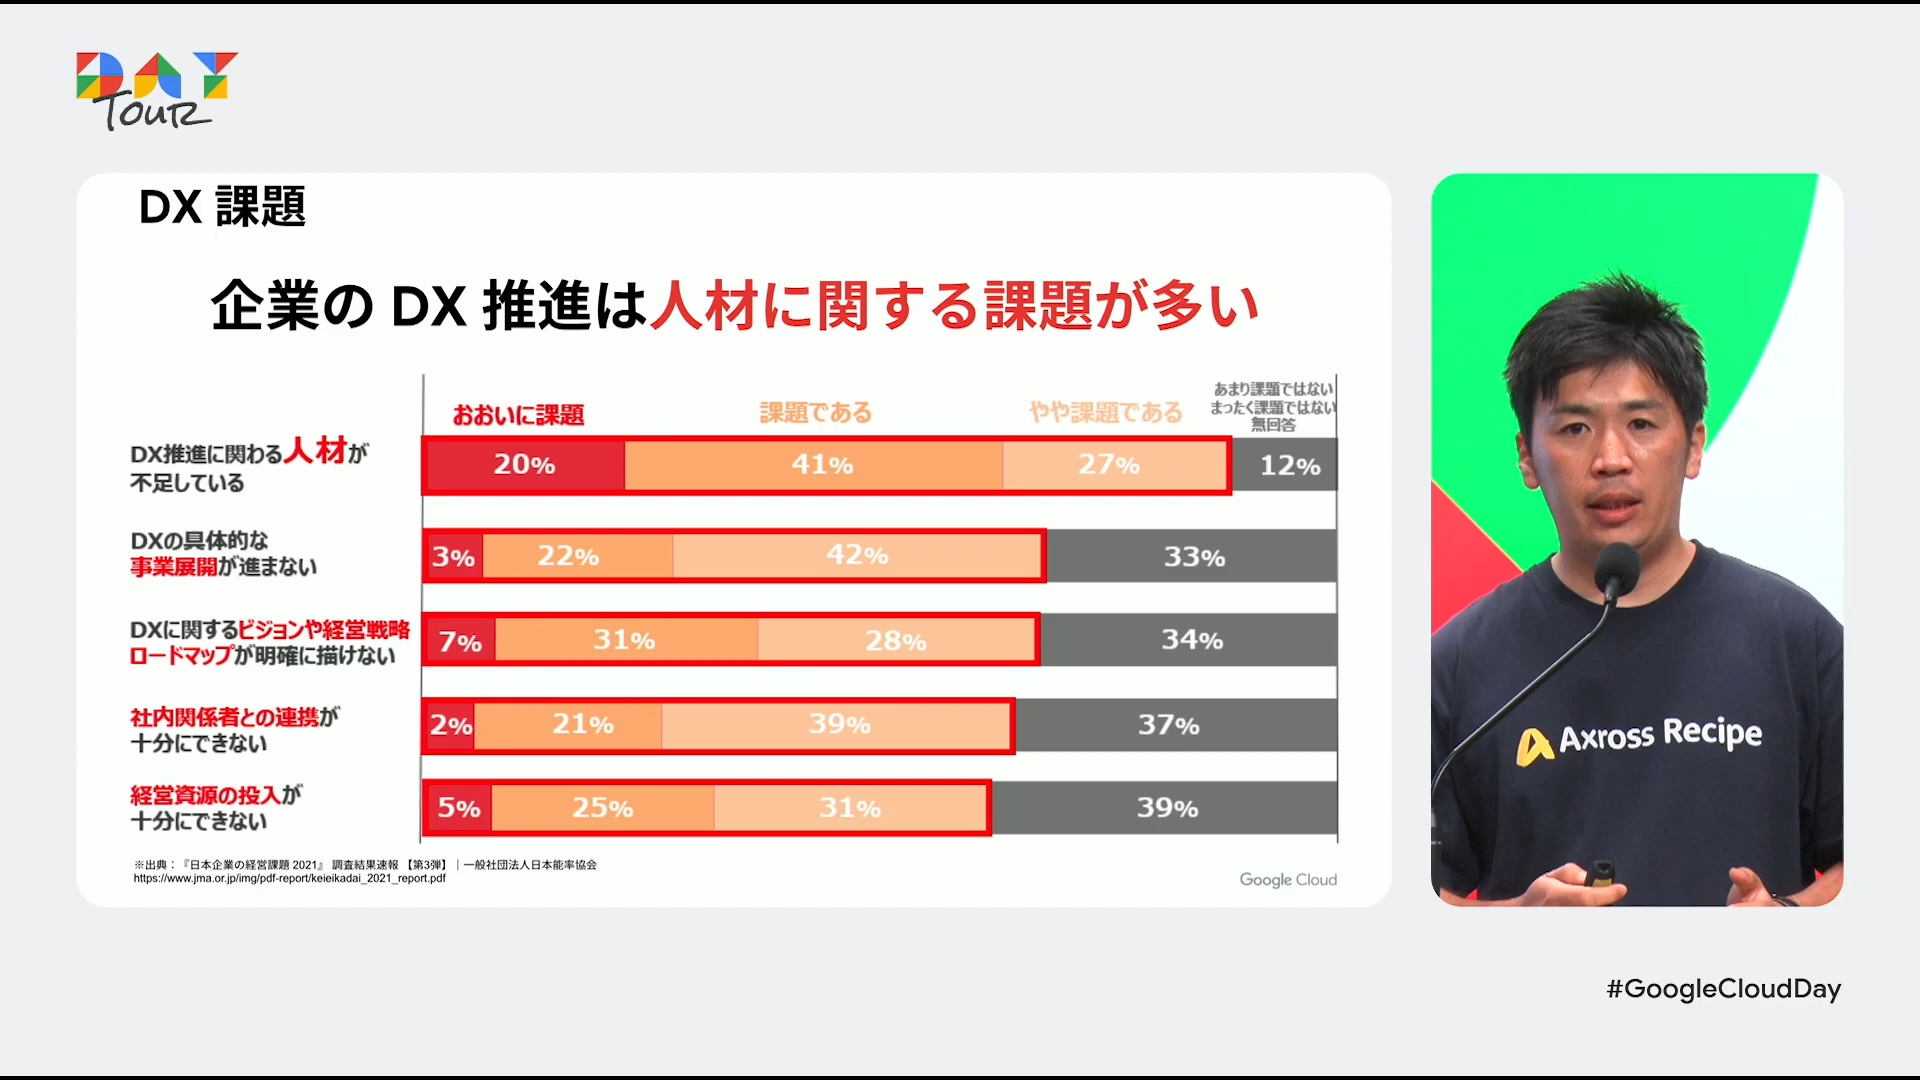 DAY
Tour
DX 課題
企業の DX 推進は人材に関する課題が多い
おおいに課題
課題である
やや課題である
あまり課題ではない
まったく課題ではない
無回答
DX推進に関わる人材が
不足している
20%
41%
27%
12%
DXの具体的な
事業展開が進まない
3%
22%
42%
33%
DXに関するビジョンや経営戦略
ロードマップが明確に描けない
7%
31%
28%
34%
社内関係者との連携が
十分にできない
2%
21%
39%
37%
経営資源の投入が
十分にできない
5%
25%
31%
39%
※出典：『日本企業の経営課題 2021』 調査結果速報 【第3弾】｜一般社団法人日本能率協会
https://www.jma.or.jp/img/pdf-report/keieikadai_2021_report.pdf
Google Cloud
Axross Recipe
#GoogleCloudDay